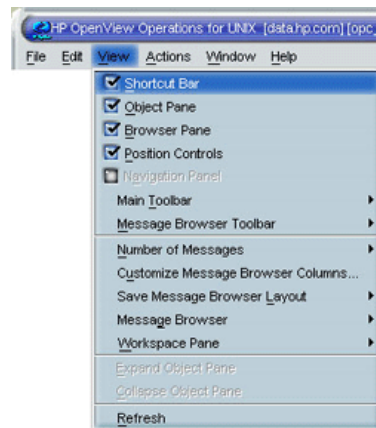 HP OpenView Operations for UNIX [data.hp.com] [opc_
File Edit View Actions Window Help
Shortcut Bar
Object Pane
Browser Pane
Position Controls
Navigation Panel
Main Toolbar
Message Browser Toolbar
Number of Messages
Customize Message Browser Columns...
Save Message Browser Layout
Message Browser
Workspace Pane
Expand Object Pane
Collapse Object Pane
Refresh